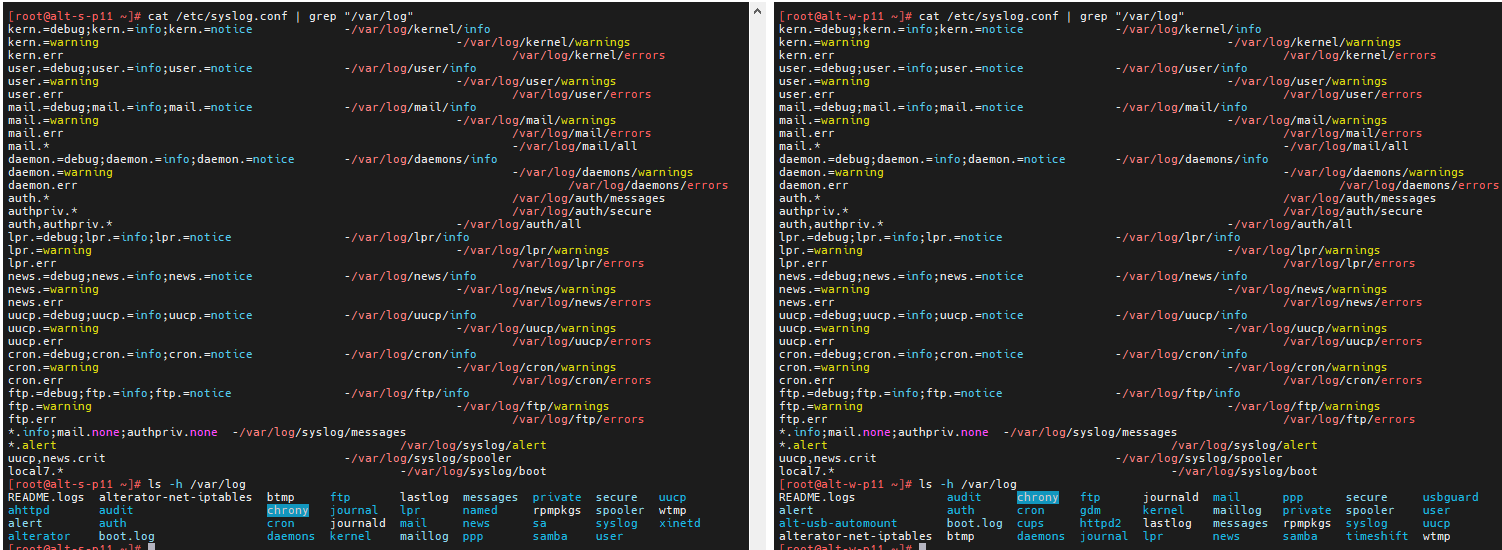 [root@alt-s-p11 ~]# cat /etc/syslog.conf | grep "/var/log"
kern.=debug;kern.=info;kern.=notice -/var/log/kernel/info
kern.=warning -/var/log/kernel/warnings
kern.err /var/log/kernel/errors
user.=debug;user.=info;user.=notice -/var/log/user/info
user.=warning -/var/log/user/warnings
user.err /var/log/user/errors
mail.=debug;mail.=info;mail.=notice -/var/log/mail/info
mail.=warning -/var/log/mail/warnings
mail.err /var/log/mail/errors
mail.* -/var/log/mail/all
daemon.=debug;daemon.=info;daemon.=notice -/var/log/daemons/info
daemon.=warning -/var/log/daemons/warnings
daemon.err /var/log/daemons/errors
auth.* /var/log/auth/messages
authpriv.* /var/log/auth/secure
auth,authpriv.* -/var/log/auth/all
lpr.=debug;lpr.=info;lpr.=notice -/var/log/lpr/info
lpr.=warning -/var/log/lpr/warnings
lpr.err /var/log/lpr/errors
news.=debug;news.=info;news.=notice -/var/log/news/info
news.=warning -/var/log/news/warnings
news.err /var/log/news/errors
uucp.=debug;uucp.=info;uucp.=notice -/var/log/uucp/info
uucp.=warning -/var/log/uucp/warnings
uucp.err /var/log/uucp/errors
cron.=debug;cron.=info;cron.=notice -/var/log/cron/info
cron.=warning -/var/log/cron/warnings
cron.err /var/log/cron/errors
ftp.=debug;ftp.=info;ftp.=notice -/var/log/ftp/info
ftp.=warning -/var/log/ftp/warnings
ftp.err /var/log/ftp/errors
*.info;mail.none;authpriv.none -/var/log/syslog/messages
*.alert /var/log/syslog/alert
uucp,news.crit -/var/log/syslog/spooler
local7.* -/var/log/syslog/boot
[root@alt-s-p11 ~]# ls -h /var/log
README.logs alterator-net-iptables btmp ftp lastlog messages private secure uucp
ahttpd audit chrony journal lpr named rpmpkgs spooler wtmp
alert auth cron journald mail news sa syslog xinetd
alterator boot.log daemons kernel maillog ppp samba user
[root@alt-s-p11 ~]#
[root@alt-w-p11 ~]# cat /etc/syslog.conf | grep "/var/log"
kern.=debug;kern.=info;kern.=notice -/var/log/kernel/info
kern.=warning -/var/log/kernel/warnings
kern.err /var/log/kernel/errors
user.=debug;user.=info;user.=notice -/var/log/user/info
user.=warning -/var/log/user/warnings
user.err /var/log/user/errors
mail.=debug;mail.=info;mail.=notice -/var/log/mail/info
mail.=warning -/var/log/mail/warnings
mail.err /var/log/mail/errors
mail.* -/var/log/mail/all
daemon.=debug;daemon.=info;daemon.=notice -/var/log/daemons/info
daemon.=warning -/var/log/daemons/warnings
daemon.err /var/log/daemons/errors
auth.* /var/log/auth/messages
authpriv.* /var/log/auth/secure
auth,authpriv.* -/var/log/auth/all
lpr.=debug;lpr.=info;lpr.=notice -/var/log/lpr/info
lpr.=warning -/var/log/lpr/warnings
lpr.err /var/log/lpr/errors
news.=debug;news.=info;news.=notice -/var/log/news/info
news.=warning -/var/log/news/warnings
news.err /var/log/news/errors
uucp.=debug;uucp.=info;uucp.=notice -/var/log/uucp/info
uucp.=warning -/var/log/uucp/warnings
uucp.err /var/log/uucp/errors
cron.=debug;cron.=info;cron.=notice -/var/log/cron/info
cron.=warning -/var/log/cron/warnings
cron.err /var/log/cron/errors
ftp.=debug;ftp.=info;ftp.=notice -/var/log/ftp/info
ftp.=warning -/var/log/ftp/warnings
ftp.err /var/log/ftp/errors
*.info;mail.none;authpriv.none -/var/log/syslog/messages
*.alert /var/log/syslog/alert
uucp,news.crit -/var/log/syslog/spooler
local7.* -/var/log/syslog/boot
[root@alt-w-p11 ~]# ls -h /var/log
README.logs audit chrony ftp journald mail ppp secure usbguard
alert auth cron gdm kernel maillog private spooler user
alt-usb-automount boot.log cups httpd2 lastlog messages rpmpkgs syslog uucp
alterator-net-iptables btmp daemons journal lpr news samba timeshift wtmp
[root@alt-w-p11 ~]#